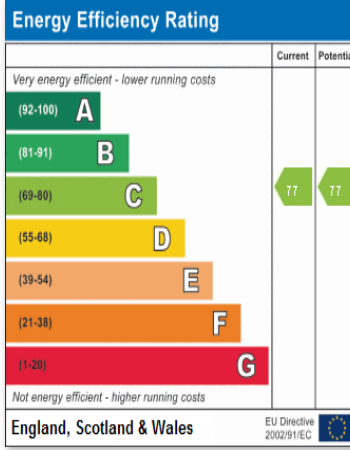 Energy Efficiency Rating
Current Potentia
Very energy efficient - lower running costs
(92-100) A
(81-91) B
(69-80) C 77 77
(55-68) D
(39-54) E
(21-38) F
(1-20) G
Not energy efficient - higher running costs
England, Scotland & Wales
EU Directive
2002/91/EC